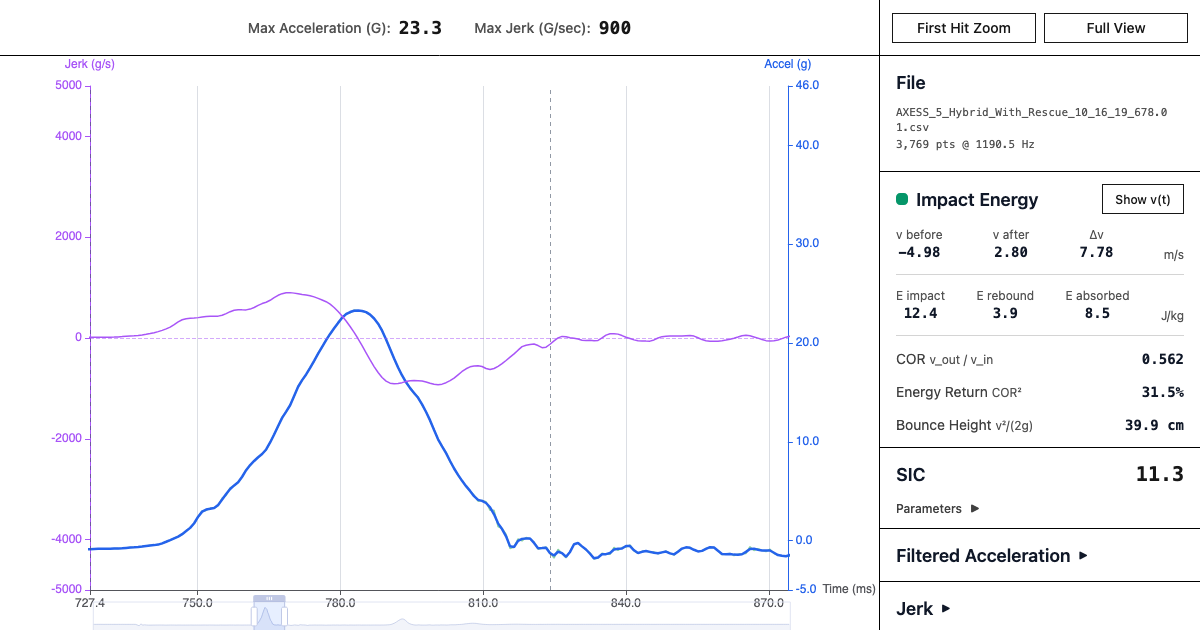 Max Acceleration (G): 23.3 Max Jerk (G/sec): 900
First Hit Zoom
Full View
Jerk (g/s)
Accel (g)
5000
4000
2000
0
-2000
-4000
-5000
46.0
40.0
30.0
20.0
10.0
0.0
-5.0
727.4
750.0
780.0
810.0
840.0
870.0
Time (ms)
File
AXESS_5_Hybrid_With_Rescue_10_16_19_678.0
1.csv
3,769 pts @ 1190.5 Hz
Impact Energy
Show v(t)
v before v after Δv
−4.98 2.80 7.78 m/s
E impact E rebound E absorbed
12.4 3.9 8.5 J/kg
COR v_out / v_in 0.562
Energy Return COR² 31.5%
Bounce Height v²/(2g) 39.9 cm
SIC 11.3
Parameters ▶
Filtered Acceleration ▸
Jerk ▸